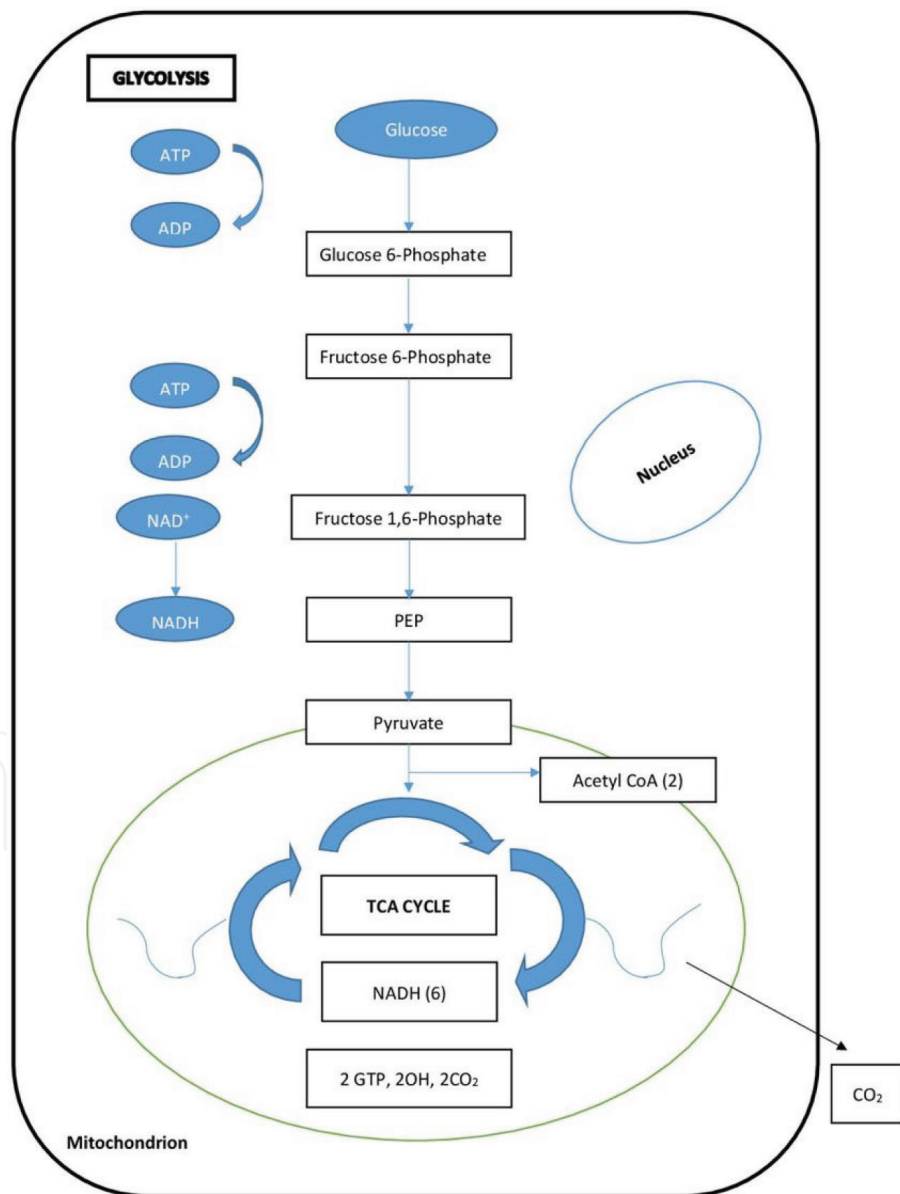 GLYCOLYSIS
Glucose
ATP
ADP
Glucose 6-Phosphate
Fructose 6-Phosphate
ATP
ADP
Nucleus
NAD⁺
Fructose 1,6-Phosphate
NADH
PEP
Pyruvate
Acetyl CoA (2)
TCA CYCLE
NADH (6)
2 GTP, 2OH, 2CO₂
CO₂
Mitochondrion